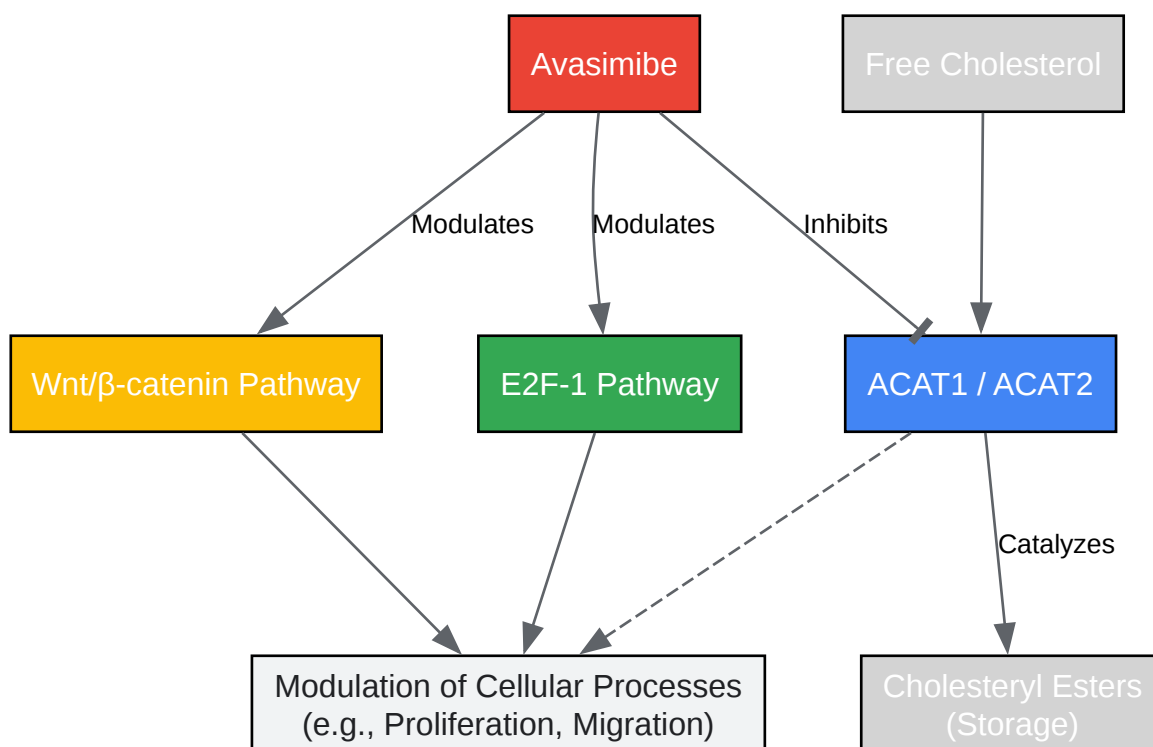 Avasimibe
Free Cholesterol
Modulates
Modulates
Inhibits
Wnt/β-catenin Pathway
E2F-1 Pathway
ACAT1 / ACAT2
Catalyzes
Modulation of Cellular Processes
(e.g., Proliferation, Migration)
Cholesteryl Esters
(Storage)